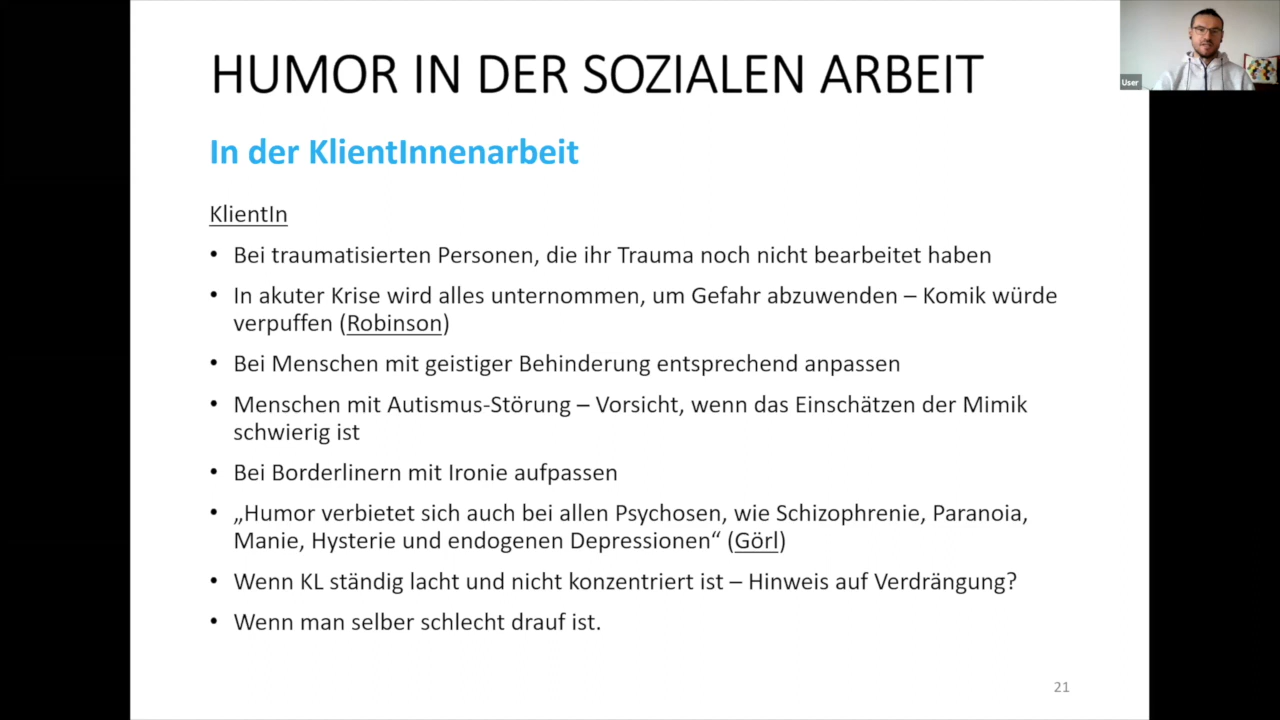 HUMOR IN DER SOZIALEN ARBEIT
User
In der KlientInnenarbeit
KlientIn
• Bei traumatisierten Personen, die ihr Trauma noch nicht bearbeitet haben
• In akuter Krise wird alles unternommen, um Gefahr abzuwenden – Komik würde
verpuffen (Robinson)
• Bei Menschen mit geistiger Behinderung entsprechend anpassen
• Menschen mit Autismus-Störung – Vorsicht, wenn das Einschätzen der Mimik
schwierig ist
• Bei Borderlinern mit Ironie aufpassen
• „Humor verbietet sich auch bei allen Psychosen, wie Schizophrenie, Paranoia,
Manie, Hysterie und endogenen Depressionen“ (Görl)
• Wenn KL ständig lacht und nicht konzentriert ist – Hinweis auf Verdrängung?
• Wenn man selber schlecht drauf ist.
21